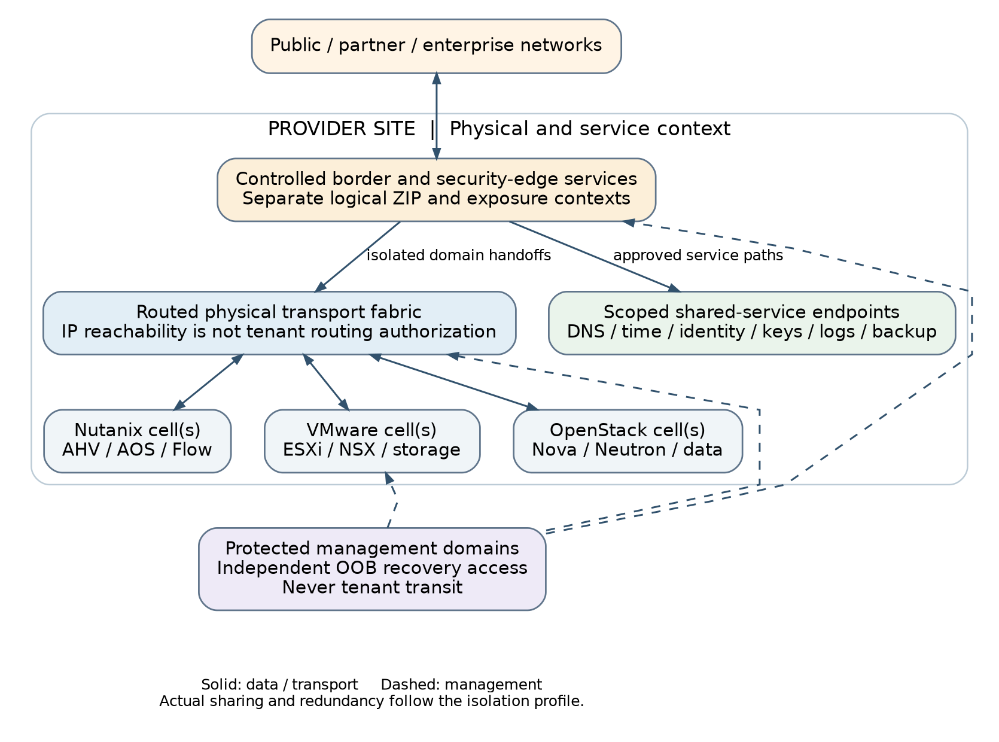 Public / partner / enterprise networks
PROVIDER SITE | Physical and service context
Controlled border and security-edge services
Separate logical ZIP and exposure contexts
isolated domain handoffs
approved service paths
Routed physical transport fabric
IP reachability is not tenant routing authorization
Scoped shared-service endpoints
DNS / time / identity / keys / logs / backup
Nutanix cell(s)
AHV / AOS / Flow
VMware cell(s)
ESXi / NSX / storage
OpenStack cell(s)
Nova / Neutron / data
Protected management domains
Independent OOB recovery access
Never tenant transit
Solid: data / transport Dashed: management
Actual sharing and redundancy follow the isolation profile.